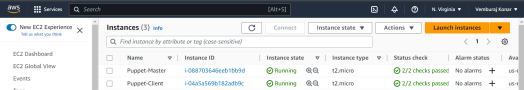 aws Services Search [Alt+S] N. Virginia Venburaj Konar
New EC2 Experience
Tell us what you think
Instances (3) Info Connect Instance state Actions Launch instances
Find instance by attribute or tag (case-sensitive)
1
EC2 Dashboard
EC2 Global View
Events
Name Instance ID Instance state Instance type Status check Alarm status
Puppet-Master i-088703646eeb1bb9d Running t2.micro 2/2 checks passed No alarms + us-
Puppet-Client i-04a5a569b182adb9c Running t2.micro 2/2 checks passed No alarms + us-